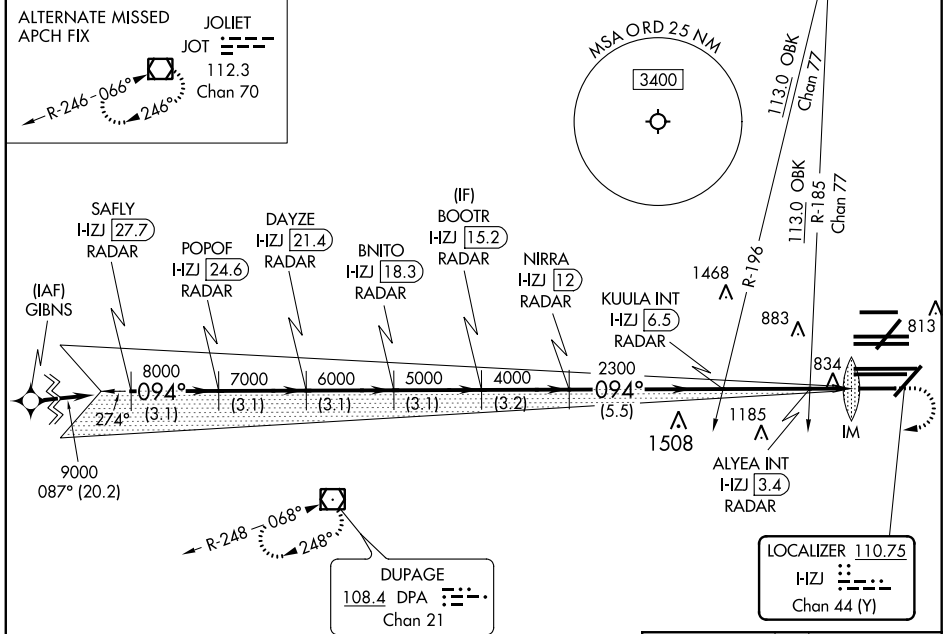 ALTERNATE MISSED
APCH FIX
JOLIET
JOT
112.3
Chan 70
R-246
066°
246°
MSA ORD 25 NM
3400
113.0 OBK
Chan 77
R-196
113.0 OBK
R-185
Chan 77
(IAF)
GIBNS
SAFLY
I-IZJ 27.7
RADAR
POPOF
I-IZJ 24.6
RADAR
DAYZE
I-IZJ 21.4
RADAR
BNITO
I-IZJ 18.3
RADAR
(IF)
BOOTR
I-IZJ 15.2
RADAR
NIRRA
I-IZJ 12
RADAR
KUULA INT
I-IZJ 6.5
RADAR
1468
883
813
834
8000
094°
(3.1)
7000
(3.1)
6000
(3.1)
5000
(3.1)
4000
(3.2)
2300
094°
(5.5)
274°
9000
087° (20.2)
1508
1185
IM
ALYEA INT
I-IZJ 3.4
RADAR
R-248
068°
248°
DUPAGE
108.4 DPA
Chan 21
LOCALIZER 110.75
I-IZJ
Chan 44 (Y)